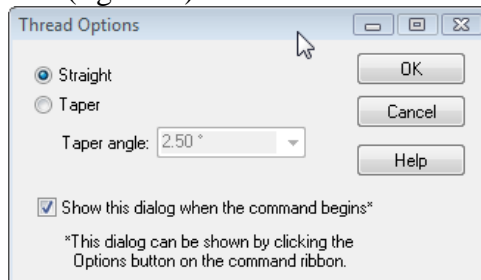 Thread Options
Straight
OK
Taper
Cancel
Taper angle: 2.50 °
Help
Show this dialog when the command begins*
*This dialog can be shown by clicking the
Options button on the command ribbon.